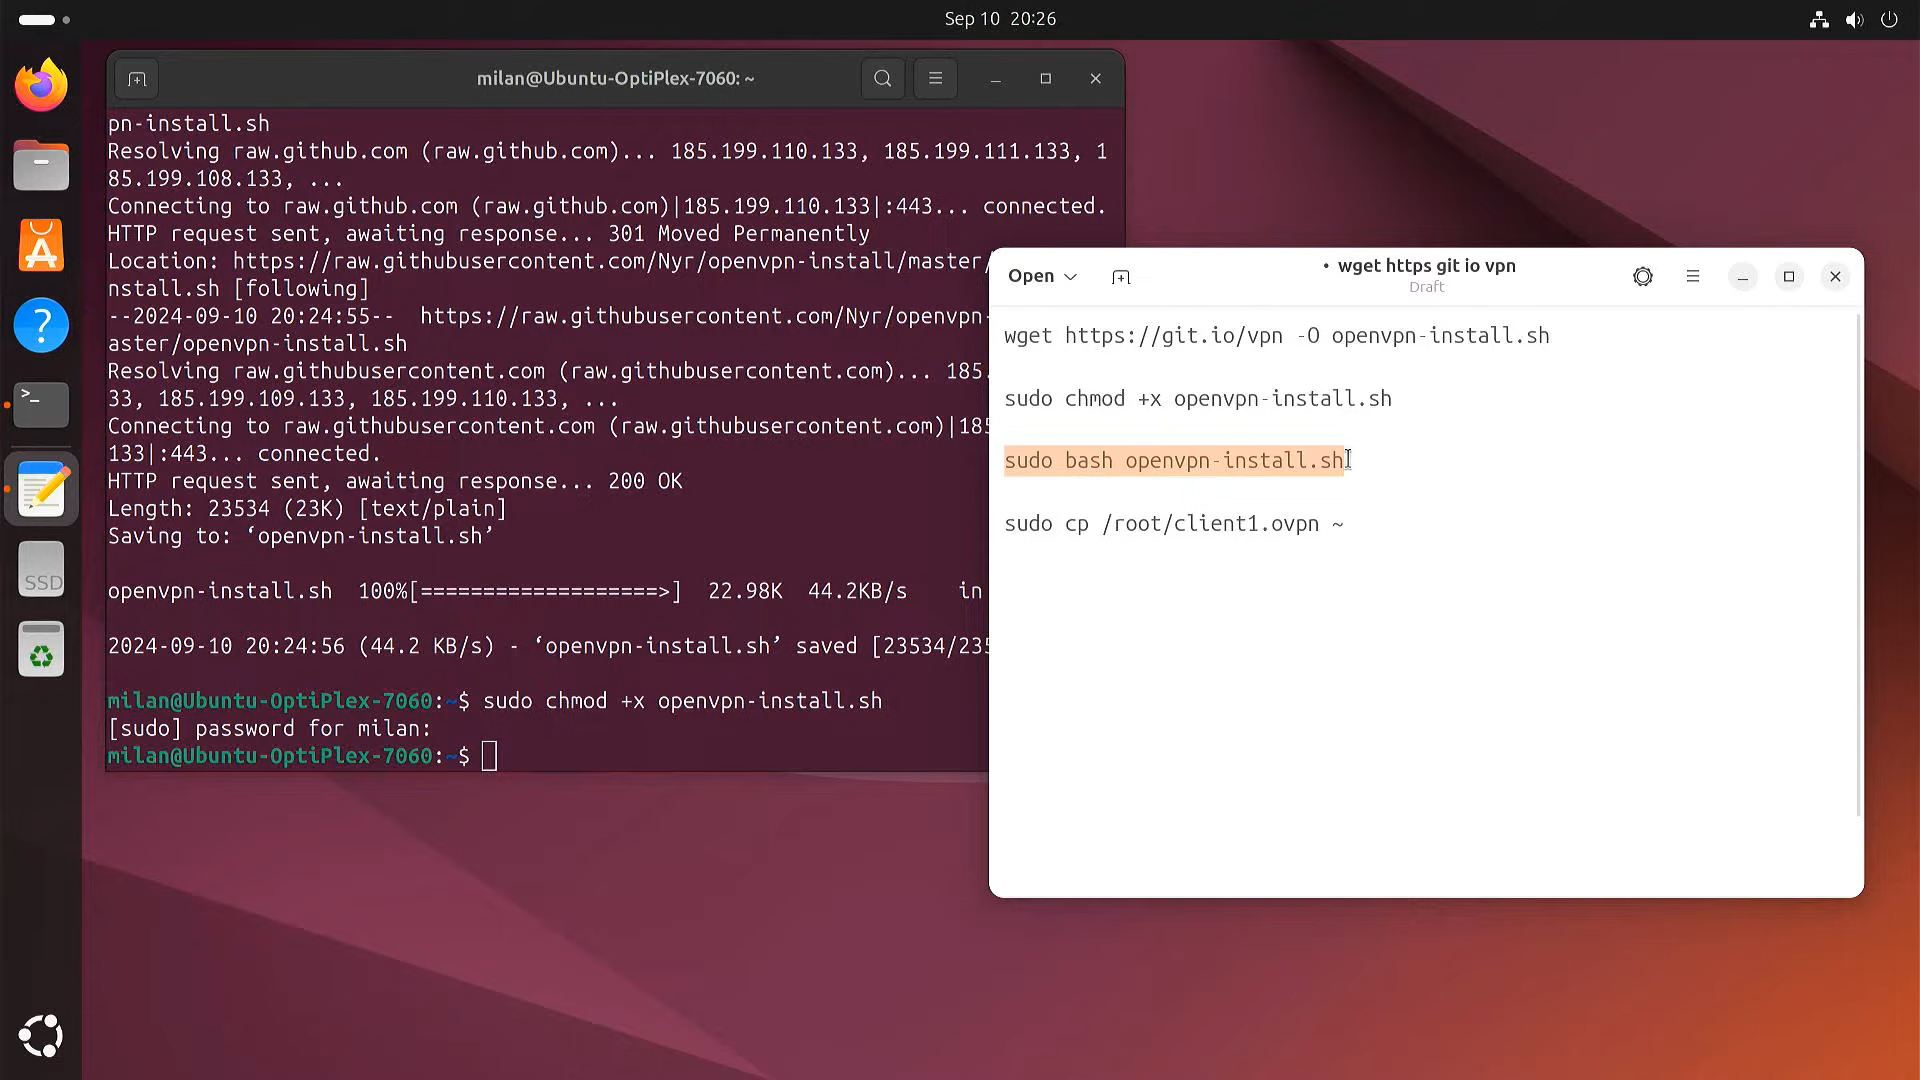 Sep 10 20:26
milan@Ubuntu-OptiPlex-7060: ~
pn-install.sh
Resolving raw.github.com (raw.github.com)... 185.199.110.133, 185.199.111.133, 1
85.199.108.133, ...
Connecting to raw.github.com (raw.github.com)|185.199.110.133|:443... connected.
HTTP request sent, awaiting response... 301 Moved Permanently
Location: https://raw.githubusercontent.com/Nyr/openvpn-install/master/
nstall.sh [following]
--2024-09-10 20:24:55-- https://raw.githubusercontent.com/Nyr/openvpn-
aster/openvpn-install.sh
Resolving raw.githubusercontent.com (raw.githubusercontent.com)... 185.
33, 185.199.109.133, 185.199.110.133, ...
Connecting to raw.githubusercontent.com (raw.githubusercontent.com)|185
133|:443... connected.
HTTP request sent, awaiting response... 200 OK
Length: 23534 (23K) [text/plain]
Saving to: ‘openvpn-install.sh’
openvpn-install.sh 100%[===================>] 22.98K 44.2KB/s in
2024-09-10 20:24:56 (44.2 KB/s) - ‘openvpn-install.sh’ saved [23534/235
milan@Ubuntu-OptiPlex-7060:~$ sudo chmod +x openvpn-install.sh
[sudo] password for milan:
milan@Ubuntu-OptiPlex-7060:~$
Open
• wget https git io vpn
Draft
wget https://git.io/vpn -O openvpn-install.sh
sudo chmod +x openvpn-install.sh
sudo bash openvpn-install.sh
sudo cp /root/client1.ovpn ~
SSD